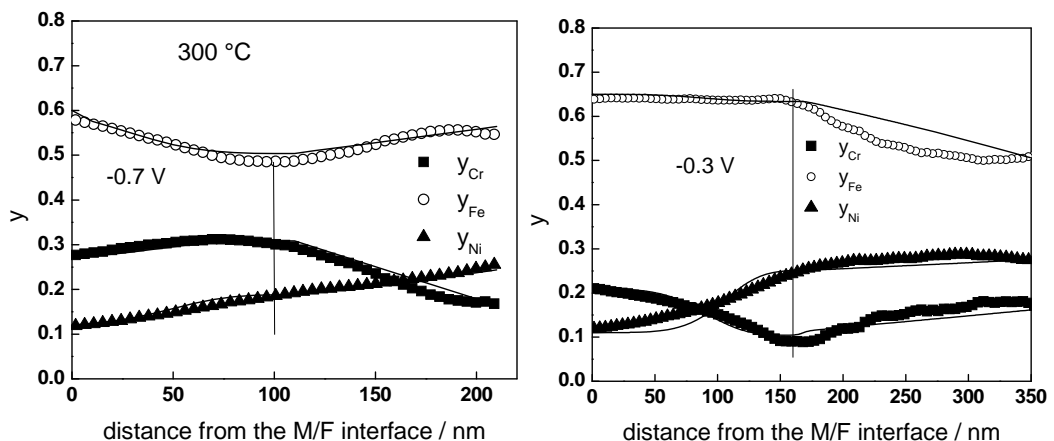 0.8
0.7
0.6
0.5
0.4
0.3
0.2
0.1
0.0
y
300 °C
-0.7 V
y_Cr
y_Fe
y_Ni
0 50 100 150 200
distance from the M/F interface / nm
0.8
0.7
0.6
0.5
0.4
0.3
0.2
0.1
0.0
y
-0.3 V
y_Cr
y_Fe
y_Ni
0 50 100 150 200 250 300 350
distance from the M/F interface / nm